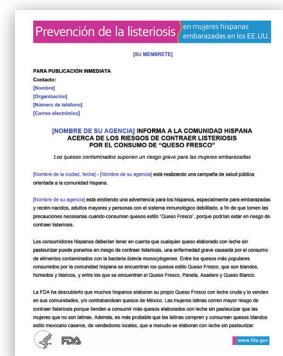 Prevención de la listeriosis en mujeres hispanas
embarazadas en los EE.UU.
[SU MEMBRETE]
PARA PUBLICACIÓN INMEDIATA
Contacto:
[Nombre]
[Organización]
[Número de teléfono]
[Correo electrónico]
[NOMBRE DE SU AGENCIA] INFORMA A LA COMUNIDAD HISPANA
ACERCA DE LOS RIESGOS DE CONTRAER LISTERIOSIS
POR EL CONSUMO DE “QUESO FRESCO”
Los quesos contaminados suponen un riesgo grave para las mujeres embarazadas
[Nombre de la ciudad, fecha] - [Nombre de su agencia] está realizando una campaña de salud pública
orientada a la comunidad hispana.
[Nombre de su agencia] está emitiendo una advertencia para los hispanos, especialmente para embarazadas
y recién nacidos, adultos mayores y personas con el sistema inmunológico debilitado, a fin de que tomen las
precauciones necesarias cuando consuman quesos estilo “Queso Fresco”, porque podrían estar en riesgo de
contraer listeriosis.
Los consumidores hispanos deberían tener en cuenta que cualquier queso elaborado con leche sin
pasteurizar puede ponerlos en riesgo de contraer listeriosis, una enfermedad grave causada por el consumo
de alimentos contaminados con la bacteria listeria monocytogenes. Entre los quesos más populares
consumidos por la comunidad hispana se encuentran los quesos estilo Queso Fresco, que son blandos,
húmedos y blancos, y entre los que se encuentran el Queso Fresco, Panela, Asadero y Queso Blanco.
La FDA ha descubierto que muchos hispanos elaboran su propio Queso Fresco con leche cruda y lo venden
en sus comunidades, y/o contrabandean quesos de México. Las mujeres latinas corren mayor riesgo de
contraer listeriosis porque tienden a consumir más quesos elaborados con leche sin pasteurizar que las
mujeres que no son latinas. Además, es más probable que las latinas compren y consuman quesos blandos
estilo mexicano caseros, de vendedores locales, que a menudo se elaboran con leche sin pasteurizar.
FDA
www.fda.gov